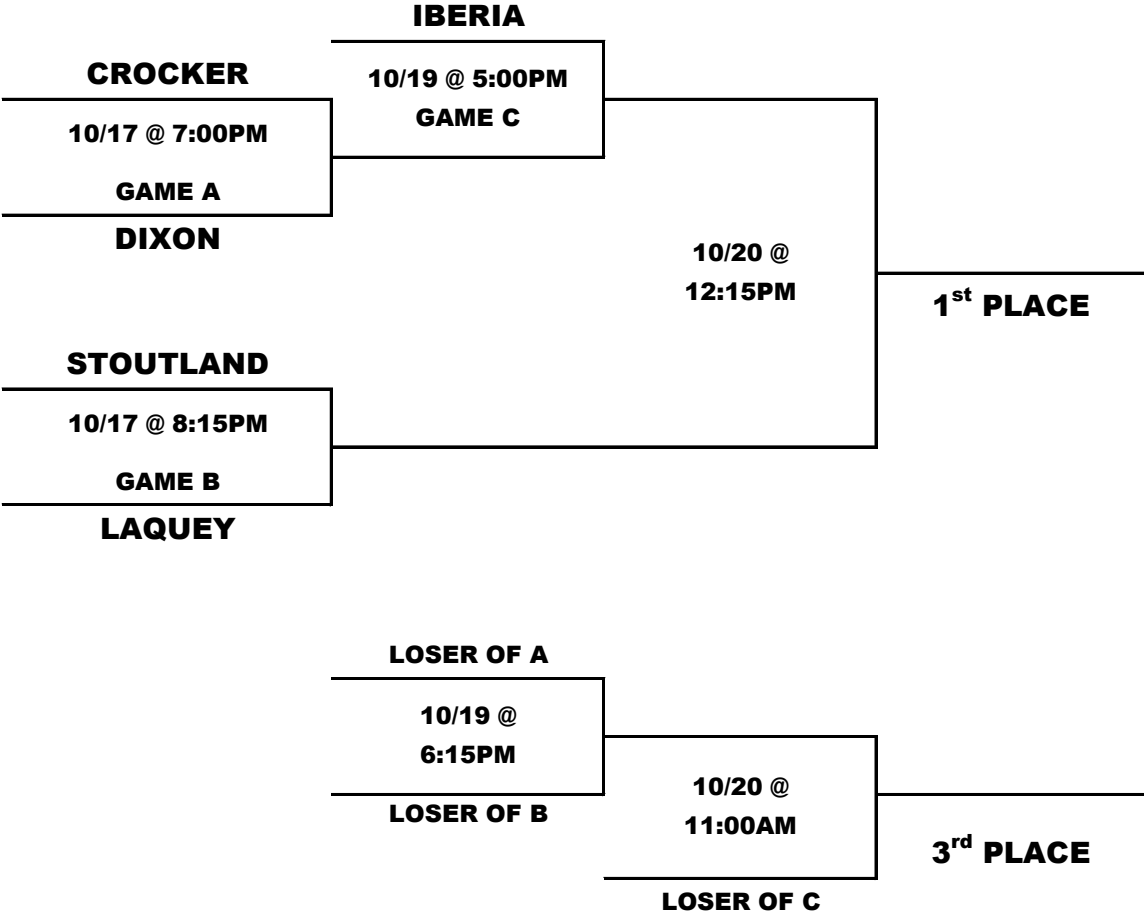 IBERIA
CROCKER
10/19 @ 5:00PM
GAME C
10/17 @ 7:00PM
GAME A
DIXON
10/20 @
12:15PM
1st PLACE
STOUTLAND
10/17 @ 8:15PM
GAME B
LAQUEY
LOSER OF A
10/19 @
6:15PM
LOSER OF B
10/20 @
11:00AM
3rd PLACE
LOSER OF C